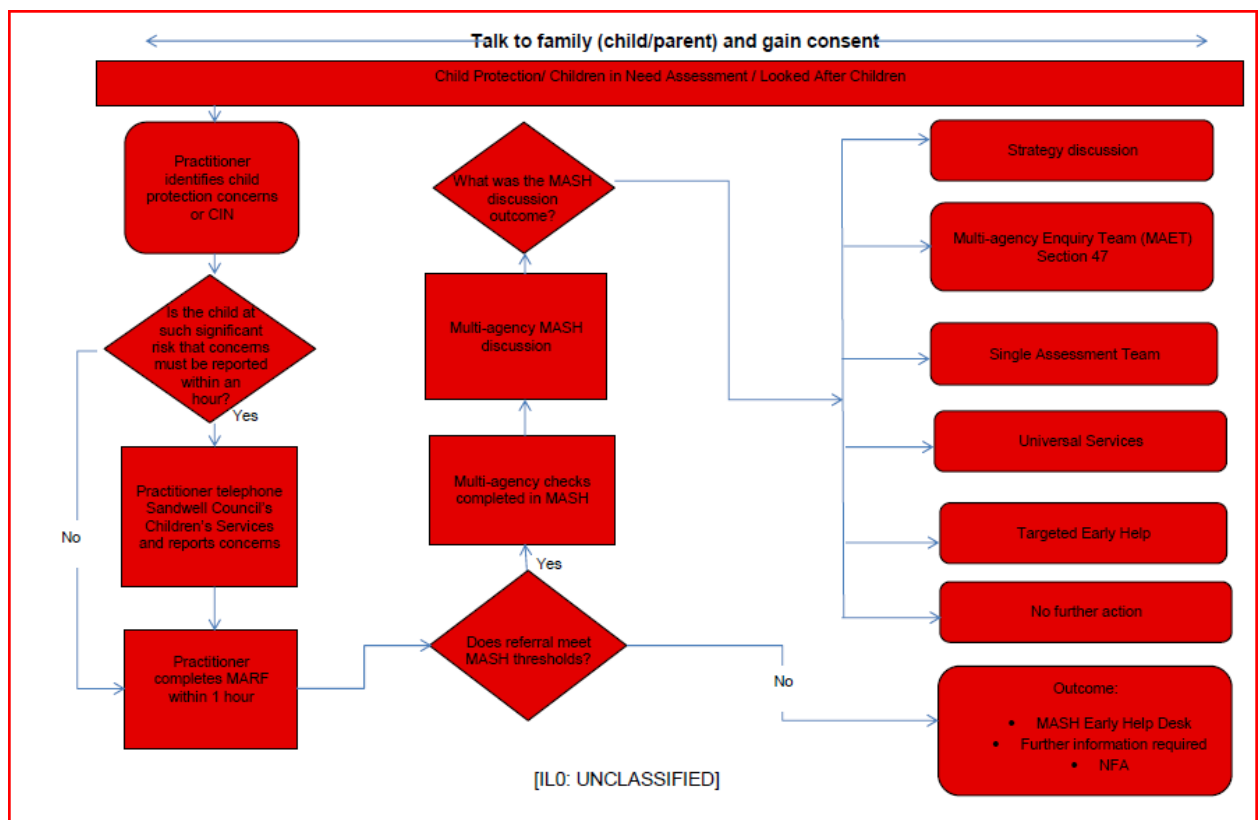 Talk to family (child/parent) and gain consent
Child Protection/ Children in Need Assessment / Looked After Children
Practitioner
identifies child
protection concerns
or CIN
Is the child at
such significant
risk that concerns
must be reported
within an
hour?
Yes
No
Practitioner telephone
Sandwell Council's
Children's Services
and reports concerns
Practitioner
completes MARF
within 1 hour
Does referral meet
MASH thresholds?
Yes
No
Multi-agency checks
completed in MASH
Multi-agency MASH
discussion
What was the MASH
discussion
outcome?
Strategy discussion
Multi-agency Enquiry Team (MAET)
Section 47
Single Assessment Team
Universal Services
Targeted Early Help
No further action
Outcome:
• MASH Early Help Desk
• Further information required
• NFA
[IL0: UNCLASSIFIED]